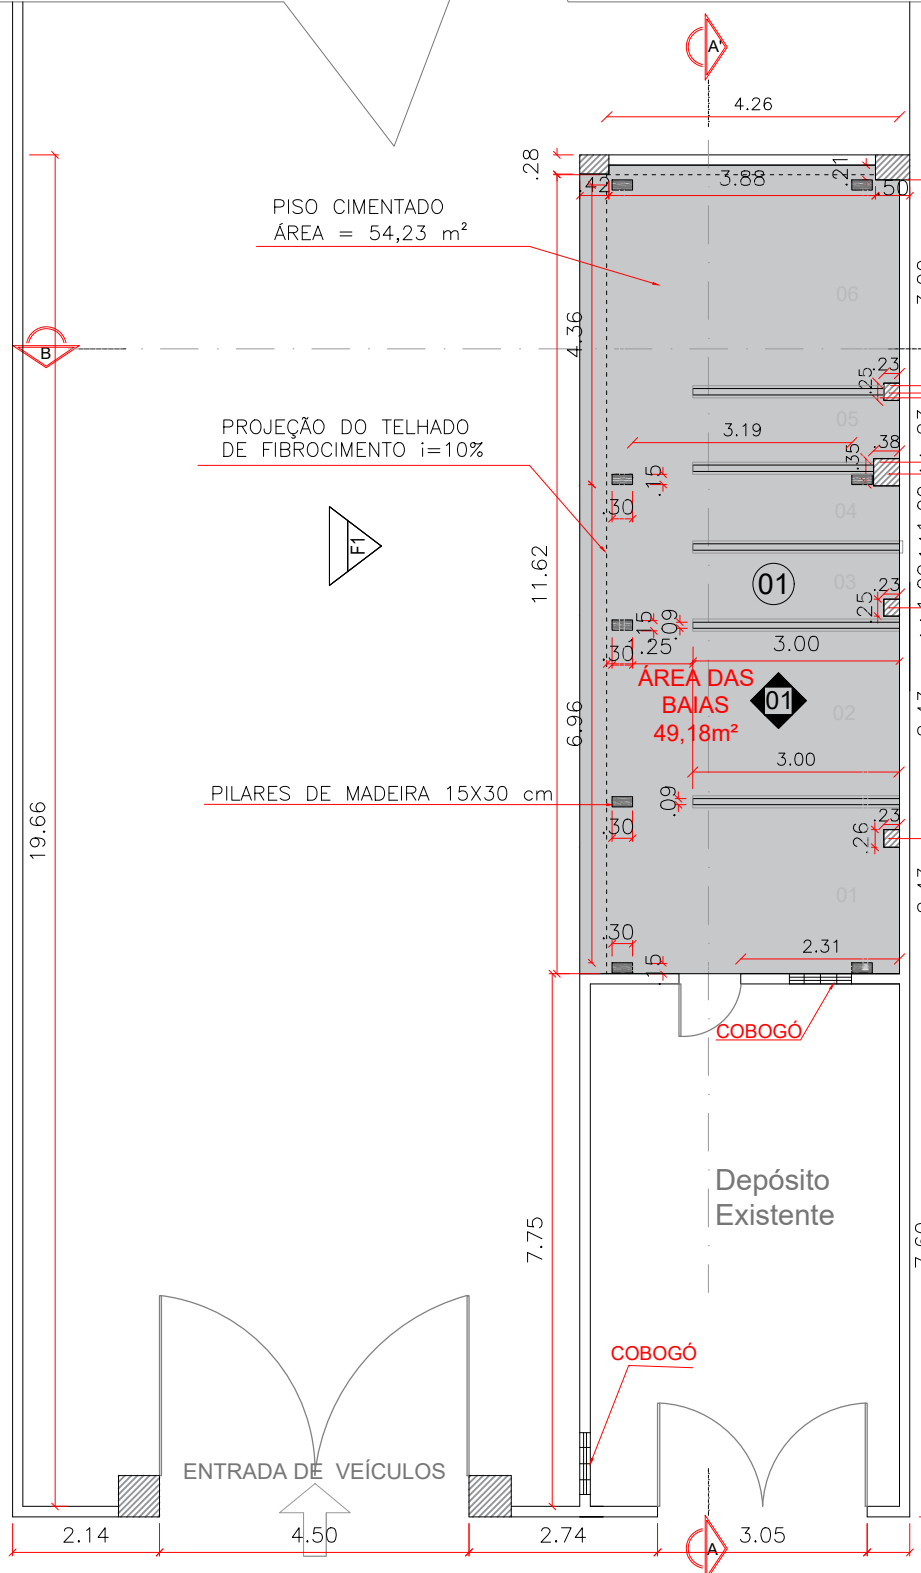 A'
4.26
.28
.21
3.88
.42
.50
PISO CIMENTADO
ÁREA = 54,23 m²
06
4.36
B
.23
.25
05
PROJEÇÃO DO TELHADO
DE FIBROCIMENTO i=10%
3.19
.38
.35
.15
.30
04
F1
11.62
01
03
.23
.25
.15
.09
.30
1.25
3.00
ÁREA DAS
BAIAS
49,18m²
01
02
6.96
3.00
PILARES DE MADEIRA 15X30 cm
.09
.30
.23
.26
19.66
01
.30
2.31
.15
COBOGÓ
Depósito
Existente
7.75
COBOGÓ
ENTRADA DE VEÍCULOS
2.14
4.50
2.74
3.05
A